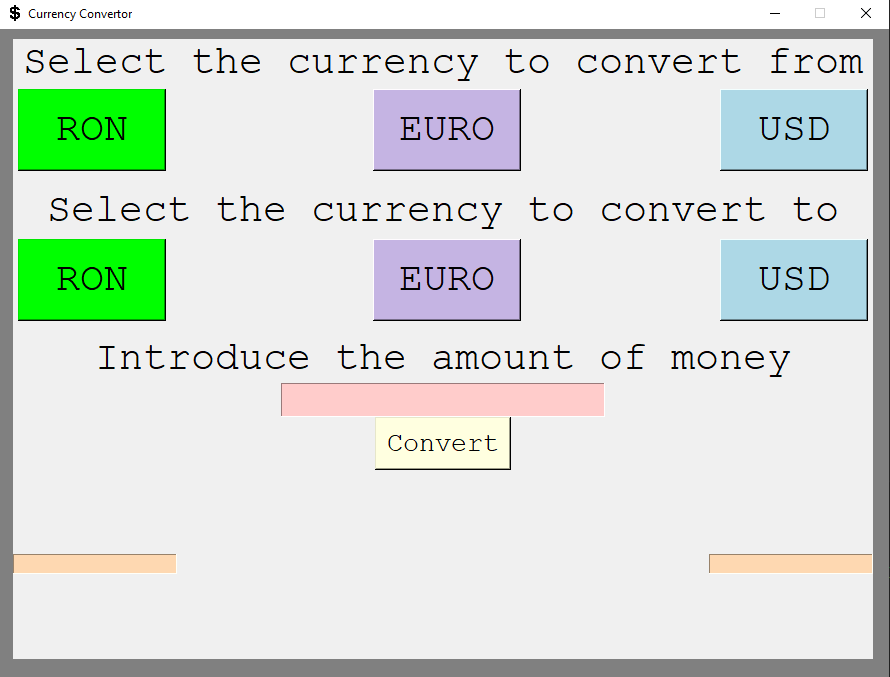 Currency Convertor
Select the currency to convert from
RON EURO USD
Select the currency to convert to
RON EURO USD
Introduce the amount of money
Convert